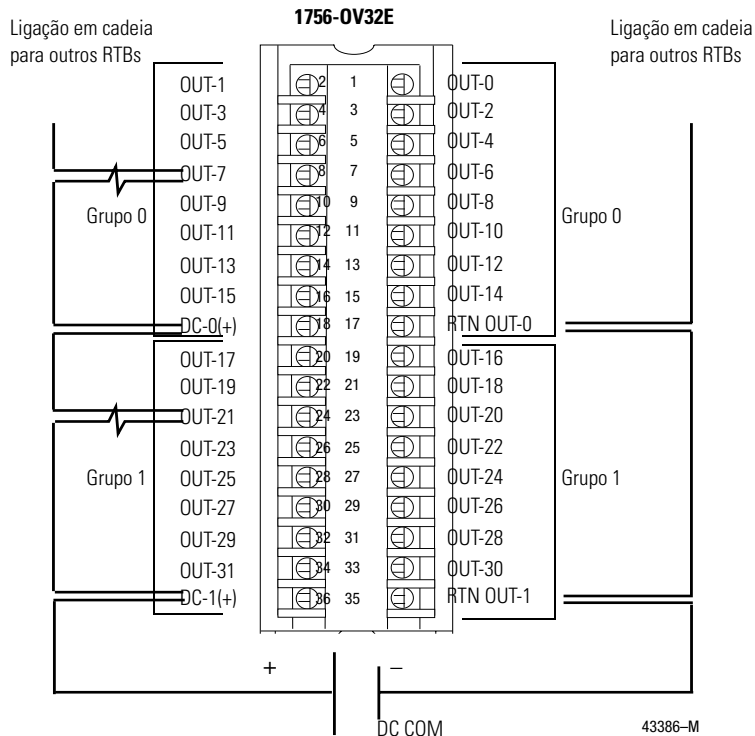 1756-OV32E
Ligação em cadeia
para outros RTBs
Ligação em cadeia
para outros RTBs
OUT-1 2 1 OUT-0
OUT-3 4 3 OUT-2
OUT-5 6 5 OUT-4
OUT-7 8 7 OUT-6
OUT-9 10 9 OUT-8
Grupo 0
Grupo 0
OUT-11 12 11 OUT-10
OUT-13 14 13 OUT-12
OUT-15 16 15 OUT-14
DC-0(+) 18 17 RTN OUT-0
OUT-17 20 19 OUT-16
OUT-19 22 21 OUT-18
OUT-21 24 23 OUT-20
OUT-23 26 25 OUT-22
Grupo 1 OUT-25 28 27 OUT-24 Grupo 1
OUT-27 30 29 OUT-26
OUT-29 32 31 OUT-28
OUT-31 34 33 OUT-30
DC-1(+) 36 35 RTN OUT-1
+ –
DC COM
43386–M